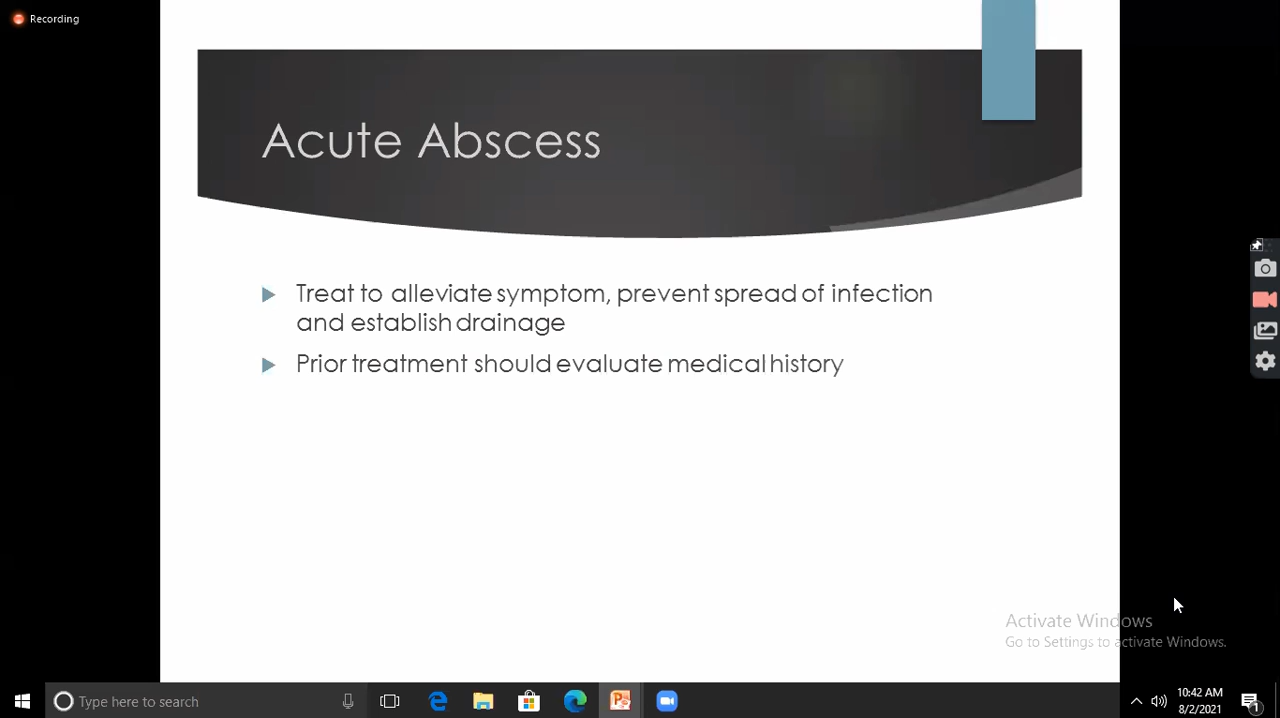 Recording
Acute Abscess
Treat to alleviate symptom, prevent spread of infection
and establish drainage
Prior treatment should evaluate medical history
Activate Windows
Go to Settings to activate Windows.
Type here to search
10:42 AM
8/2/2021
1